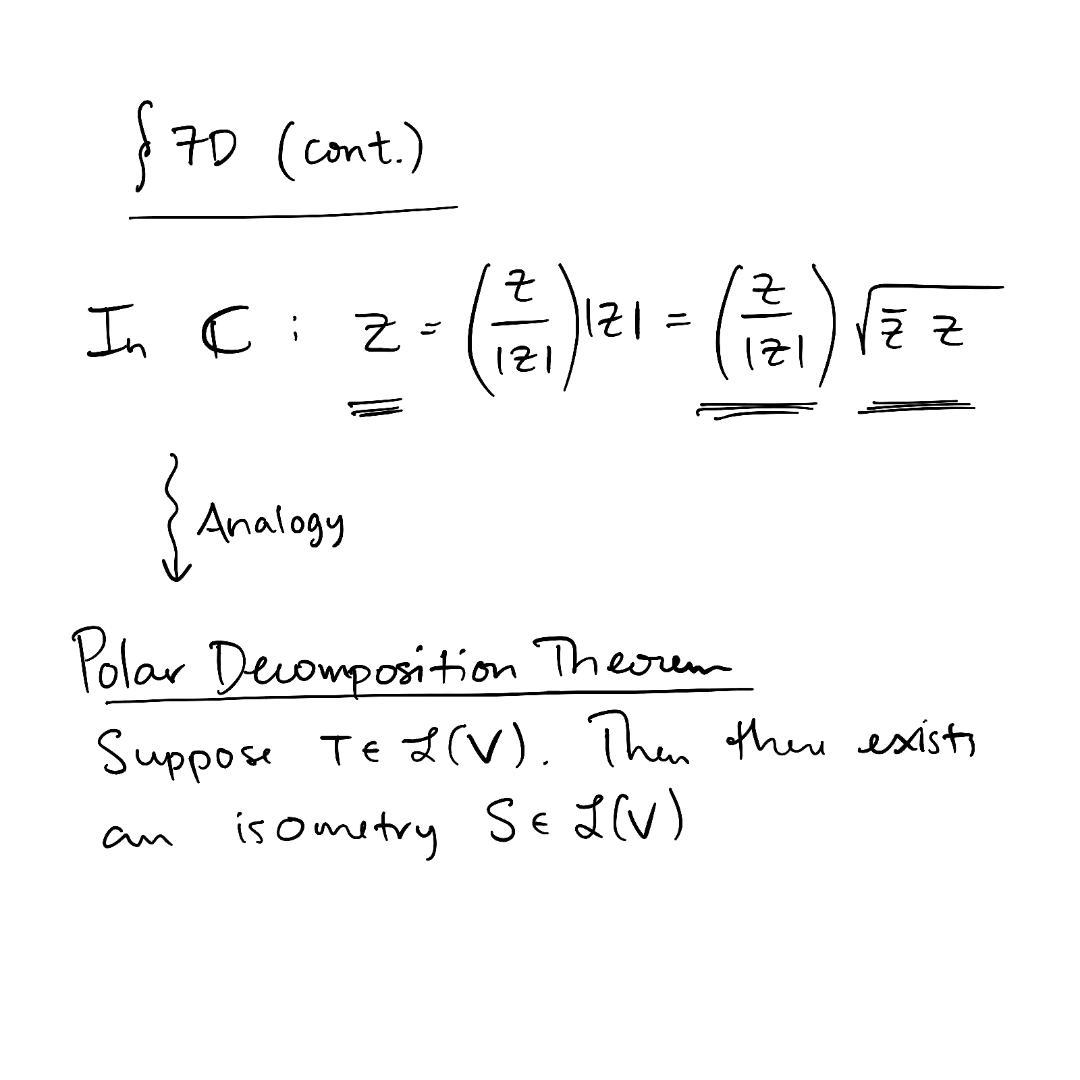 § 7D (cont.)
In ℂ : z = (z/|z|)|z| = (z/|z|) √(z̄ z)
Analogy
Polar Decomposition Theorem
Suppose T ∈ ℒ(V). Then there exists
an isometry S ∈ ℒ(V)